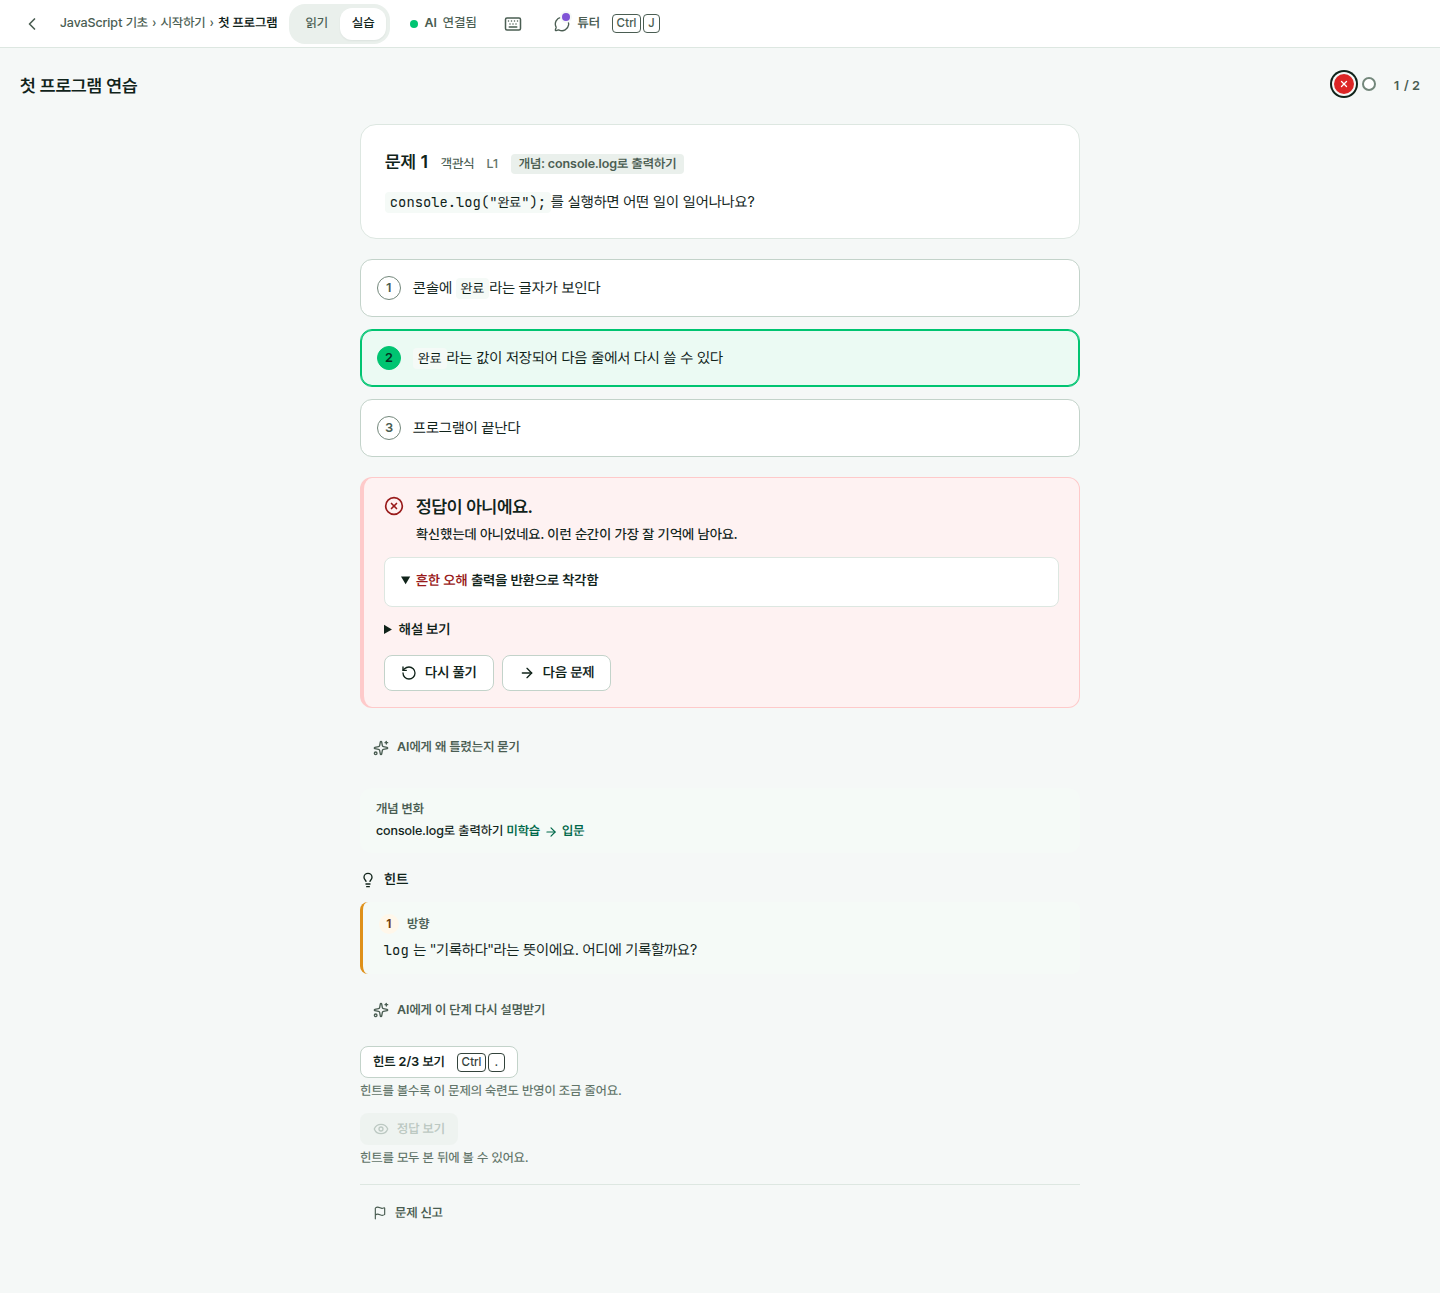 JavaScript 기초 › 시작하기 › 첫 프로그램 읽기 실습 AI 연결됨 튜터 Ctrl J
첫 프로그램 연습 1 / 2
문제 1 객관식 L1 개념: console.log로 출력하기
console.log("완료"); 를 실행하면 어떤 일이 일어나나요?
1 콘솔에 완료 라는 글자가 보인다
2 완료 라는 값이 저장되어 다음 줄에서 다시 쓸 수 있다
3 프로그램이 끝난다
정답이 아니에요.
확신했는데 아니었네요. 이런 순간이 가장 잘 기억에 남아요.
▼ 흔한 오해 출력을 반환으로 착각함
▶ 해설 보기
다시 풀기 다음 문제
AI에게 왜 틀렸는지 묻기
개념 변화
console.log로 출력하기 미학습 → 입문
힌트
1 방향
log 는 "기록하다"라는 뜻이에요. 어디에 기록할까요?
AI에게 이 단계 다시 설명받기
힌트 2/3 보기 Ctrl .
힌트를 볼수록 이 문제의 숙련도 반영이 조금 줄어요.
정답 보기
힌트를 모두 본 뒤에 볼 수 있어요.
문제 신고